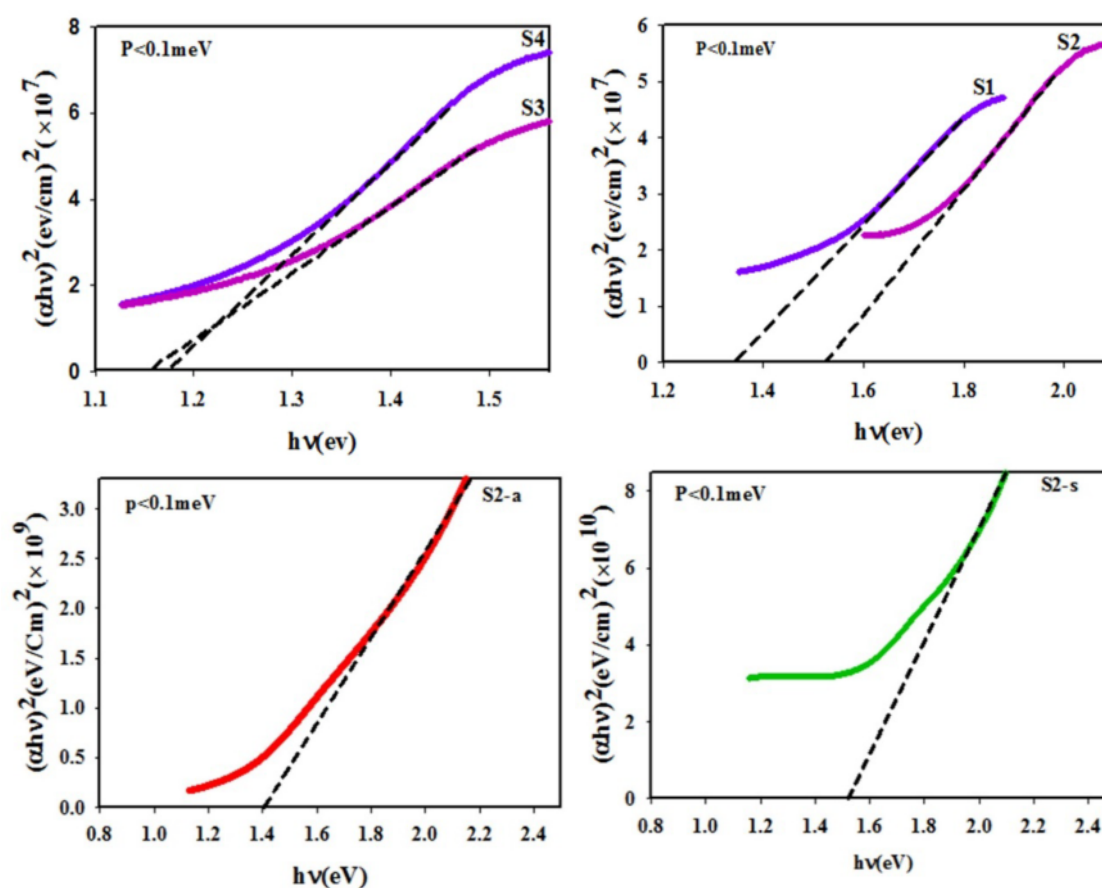 P<0.1meV
S4
S3
(αhν)²(ev/cm)²(×10⁷)
8
6
4
2
0
1.1 1.2 1.3 1.4 1.5
hν(ev)
P<0.1meV
S2
S1
(αhν)²(ev/cm)²(×10⁷)
6
5
4
3
2
1
0
1.2 1.4 1.6 1.8 2.0
hν(ev)
p<0.1meV
S2-a
(αhν)²(eV/Cm)²(×10⁹)
3.0
2.5
2.0
1.5
1.0
0.5
0.0
0.8 1.0 1.2 1.4 1.6 1.8 2.0 2.2 2.4
hν(eV)
P<0.1meV
S2-s
(αhν)²(eV/cm)²(×10¹⁰)
8
6
4
2
0
0.8 1.0 1.2 1.4 1.6 1.8 2.0 2.2 2.4
hν(eV)